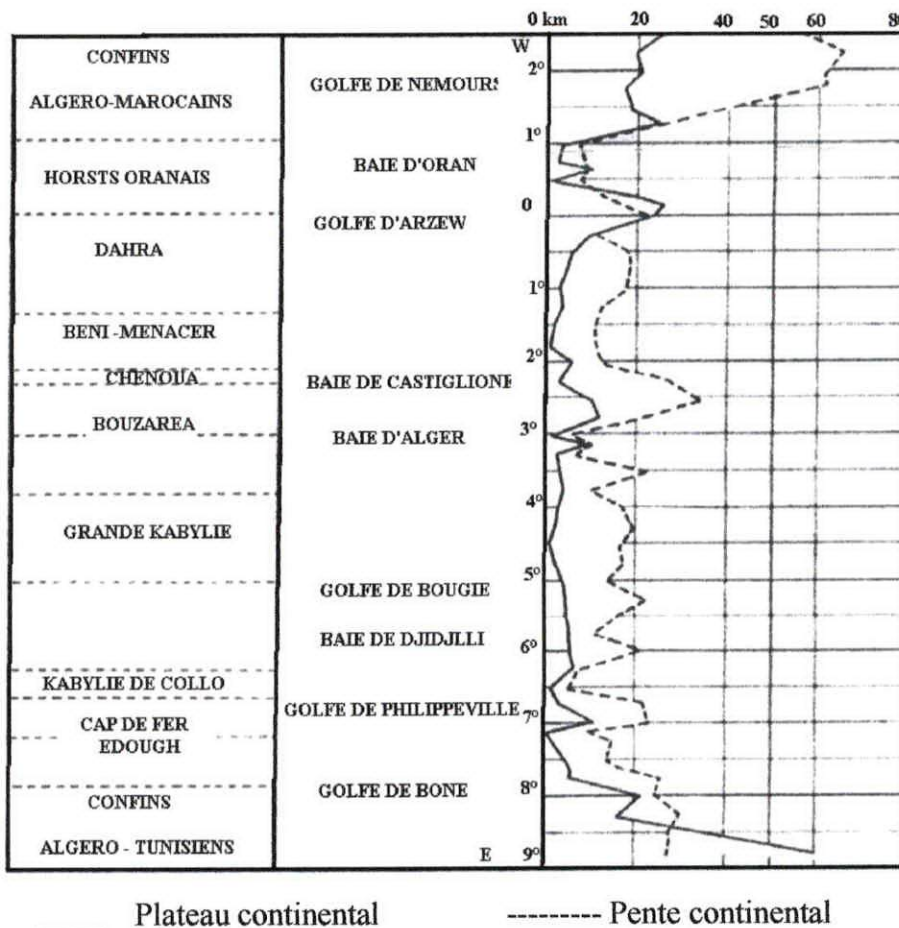 0 km 20 40 50 60 80
W
CONFINS
ALGERO-MAROCAINS
HORSTS ORANAIS
DAHRA
BENI -MENACER
CHENOUA
BOUZAREA
GRANDE KABYLIE
KABYLIE DE COLLO
CAP DE FER
EDOUGH
CONFINS
ALGERO - TUNISIENS
GOLFE DE NEMOURS
BAIE D'ORAN
GOLFE D'ARZEW
BAIE DE CASTIGLIONE
BAIE D'ALGER
GOLFE DE BOUGIE
BAIE DE DJIDJLLI
GOLFE DE PHILIPPEVILLE
GOLFE DE BONE
E
2°
1°
0
1°
2°
3°
4°
5°
6°
7°
8°
9°
Plateau continental
Pente continental